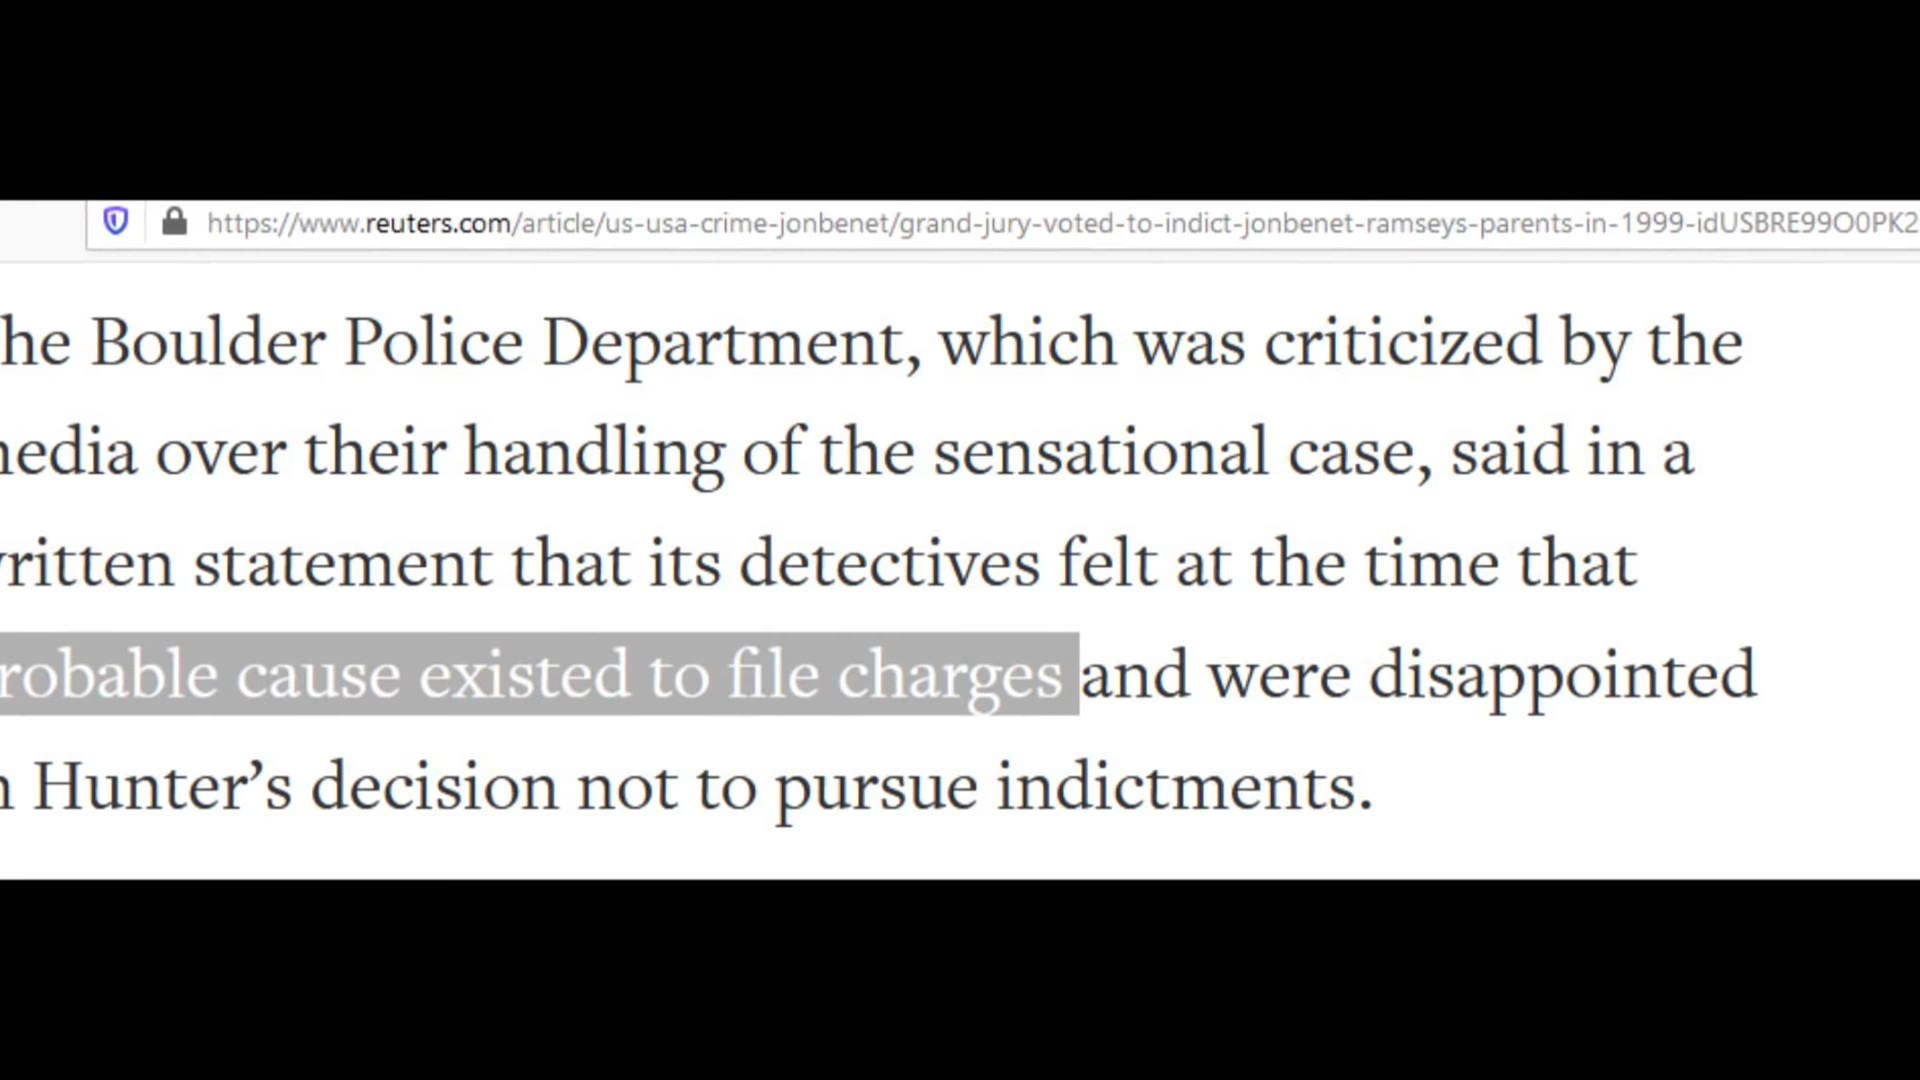 https://www.reuters.com/article/us-usa-crime-jonbenet/grand-jury-voted-to-indict-jonbenet-ramseys-parents-in-1999-idUSBRE99O0PK2
he Boulder Police Department, which was criticized by the
nedia over their handling of the sensational case, said in a
vritten statement that its detectives felt at the time that
robable cause existed to file charges and were disappointed
n Hunter’s decision not to pursue indictments.